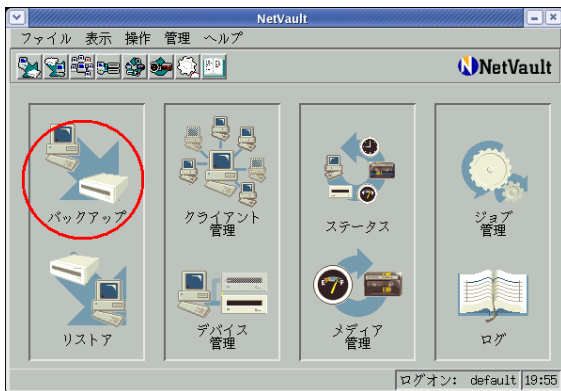 NetVault
ファイル 表示 操作 管理 ヘルプ
NetVault
バックアップ
クライアント
管理
ステータス
ジョブ
管理
リストア
デバイス
管理
メディア
管理
ログ
ログオン: default 19:55